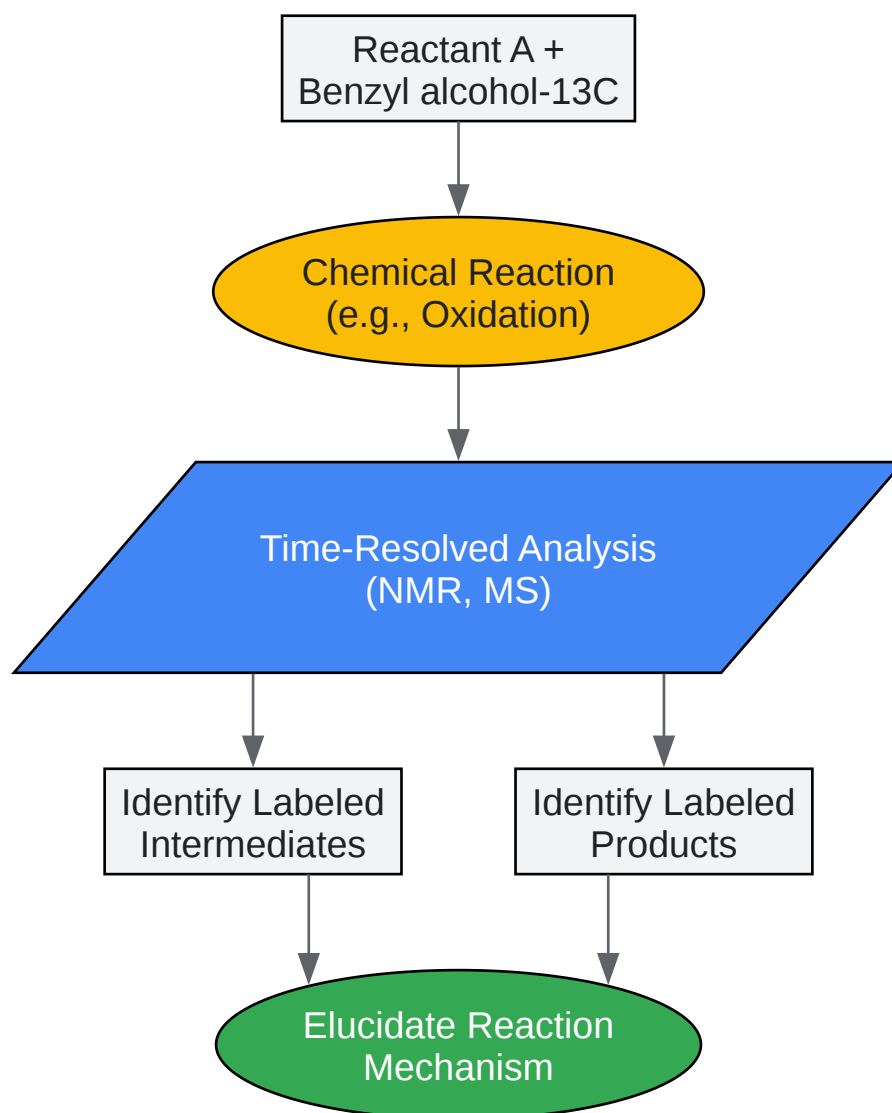 Reactant A +
Benzyl alcohol-13C
Chemical Reaction
(e.g., Oxidation)
Time-Resolved Analysis
(NMR, MS)
Identify Labeled
Intermediates
Identify Labeled
Products
Elucidate Reaction
Mechanism